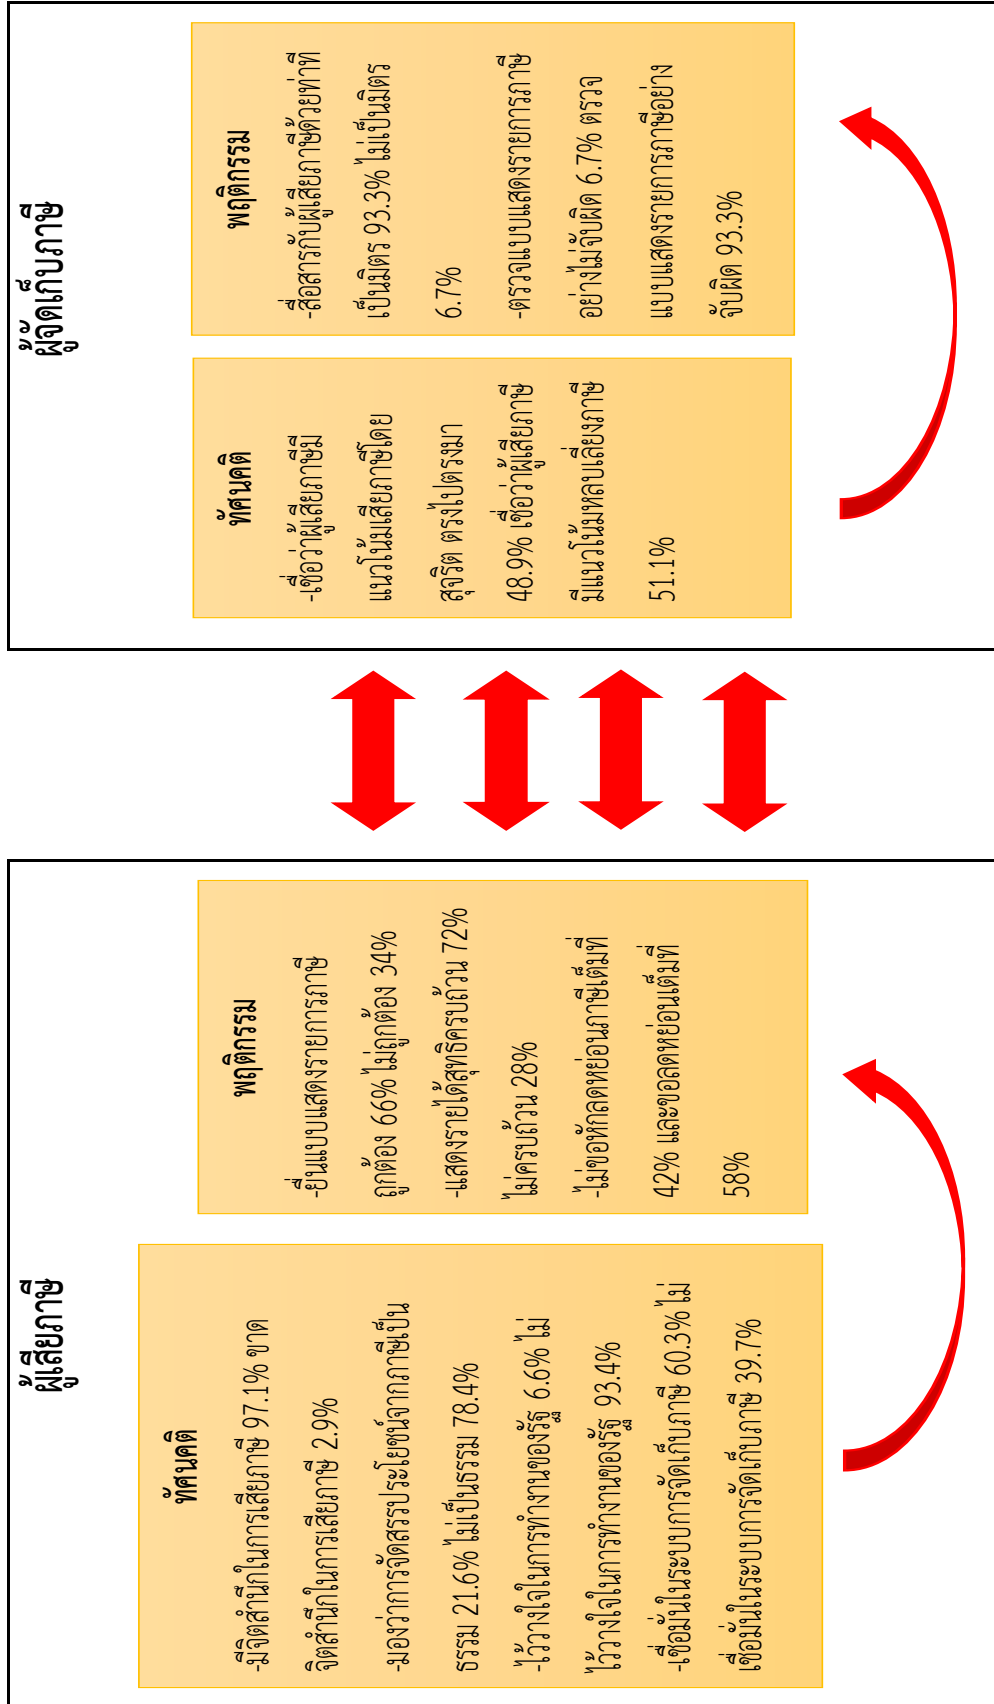 ผู้เสียภาษี
ทัศนคติ
-มีจิตสำนึกในการเสียภาษี 97.1% ขาด
จิตสำนึกในการเสียภาษี 2.9%
-มองว่าการจัดสรรประโยชน์จากภาษีเป็น
ธรรม 21.6% ไม่เป็นธรรม 78.4%
-ไว้วางใจในการทำงานของรัฐ 6.6% ไม่
ไว้วางใจในการทำงานของรัฐ 93.4%
-เชื่อมั่นในระบบการจัดเก็บภาษี 60.3% ไม่
เชื่อมั่นในระบบการจัดเก็บภาษี 39.7%
พฤติกรรม
-ยื่นแบบแสดงรายการภาษี
ถูกต้อง 66% ไม่ถูกต้อง 34%
-แสดงรายได้สุทธิครบถ้วน 72%
ไม่ครบถ้วน 28%
-ไม่ขอหักลดหย่อนภาษีเต็มที่
42% และขอลดหย่อนเต็มที่
58%
ผู้จัดเก็บภาษี
ทัศนคติ
-เชื่อว่าผู้เสียภาษีมี
แนวโน้มเสียภาษีโดย
สุจริต ตรงไปตรงมา
48.9% เชื่อว่าผู้เสียภาษี
มีแนวโน้มหลบเลี่ยงภาษี
51.1%
พฤติกรรม
-สื่อสารกับผู้เสียภาษีด้วยท่าที
เป็นมิตร 93.3% ไม่เป็นมิตร
6.7%
-ตรวจแบบแสดงรายการภาษี
อย่างไม่จับผิด 6.7% ตรวจ
แบบแสดงรายการภาษีอย่าง
จับผิด 93.3%